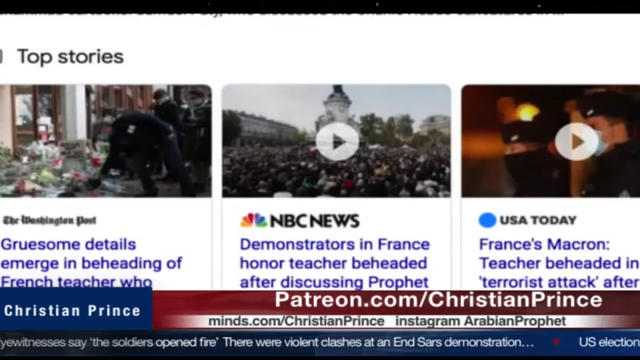 Top stories
The Washington Post
NBC NEWS
USA TODAY
Gruesome details
emerge in beheading of
French teacher who
Demonstrators in France
honor teacher beheaded
after discussing Prophet
France's Macron:
Teacher beheaded in
'terrorist attack' after
Christian Prince
Patreon.com/ChristianPrince
minds.com/ChristianPrince instagram ArabianProphet
eyewitnesses say 'the soldiers opened fire' There were violent clashes at an End Sars demonstration... • US election